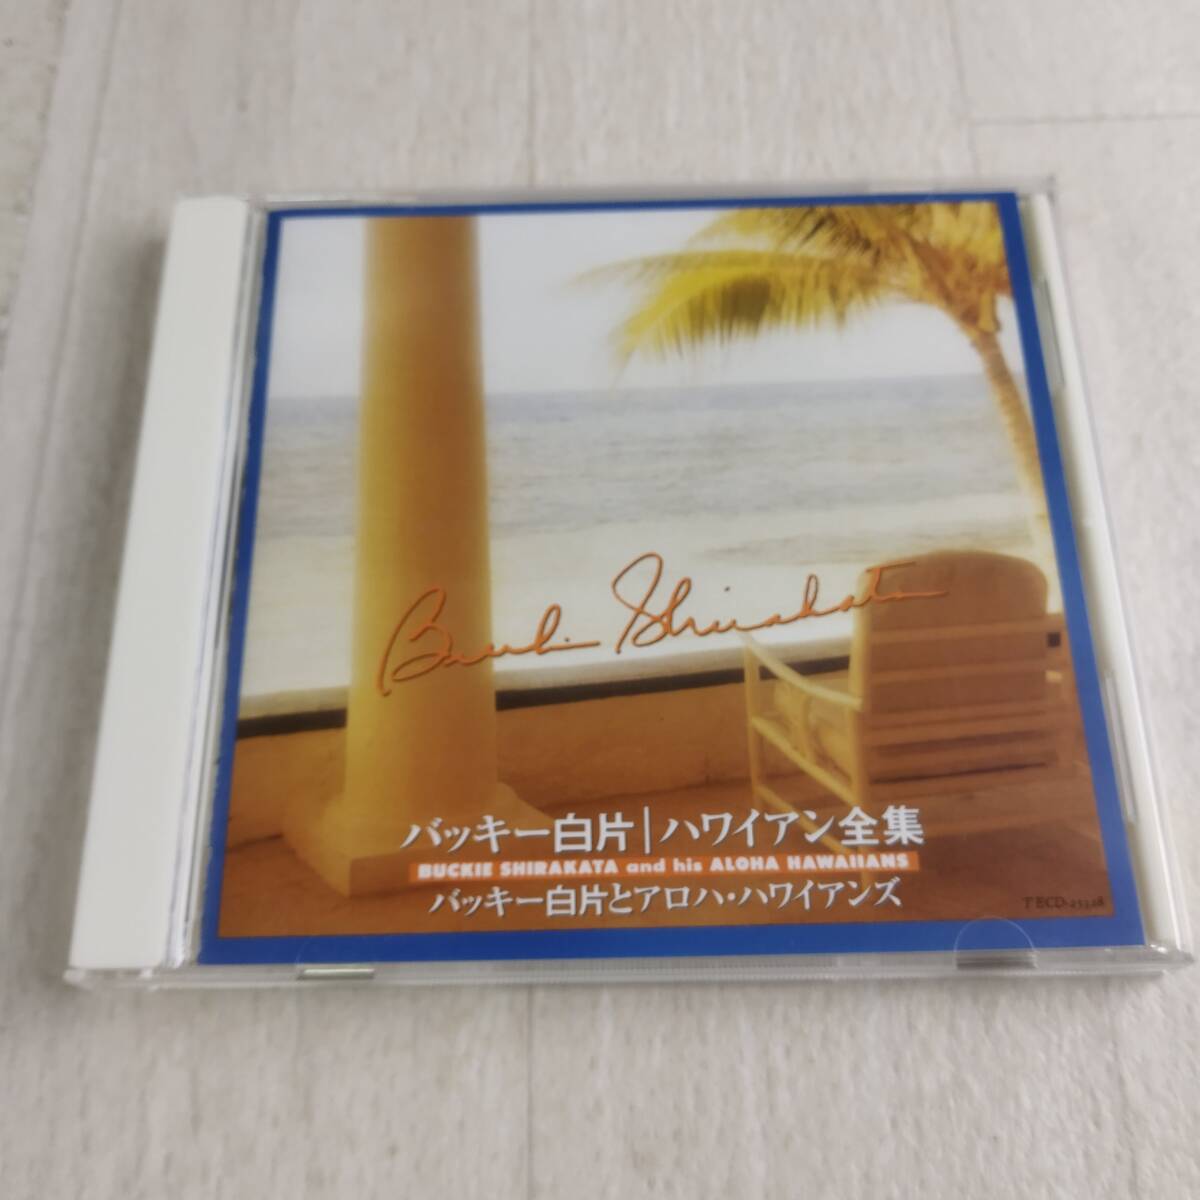 Buckie Shirakata
バッキー白片|ハワイアン全集
BUCKIE SHIRAKATA and his ALOHA HAWAIIANS
バッキー白片とアロハ・ハワイアンズ